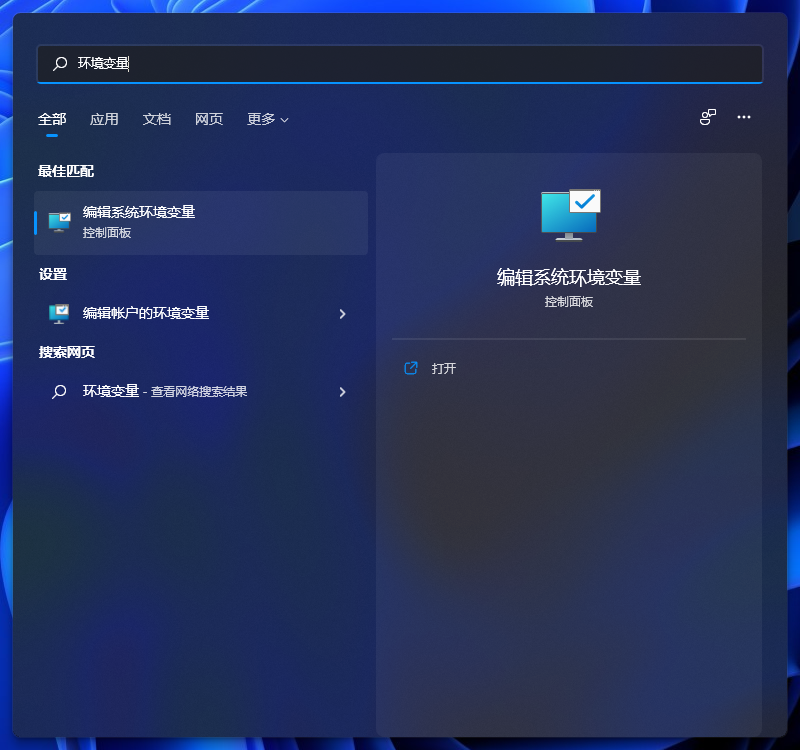 环境变量
全部 应用 文档 网页 更多
最佳匹配
编辑系统环境变量
控制面板
设置
编辑帐户的环境变量
搜索网页
环境变量 - 查看网络搜索结果
编辑系统环境变量
控制面板
打开